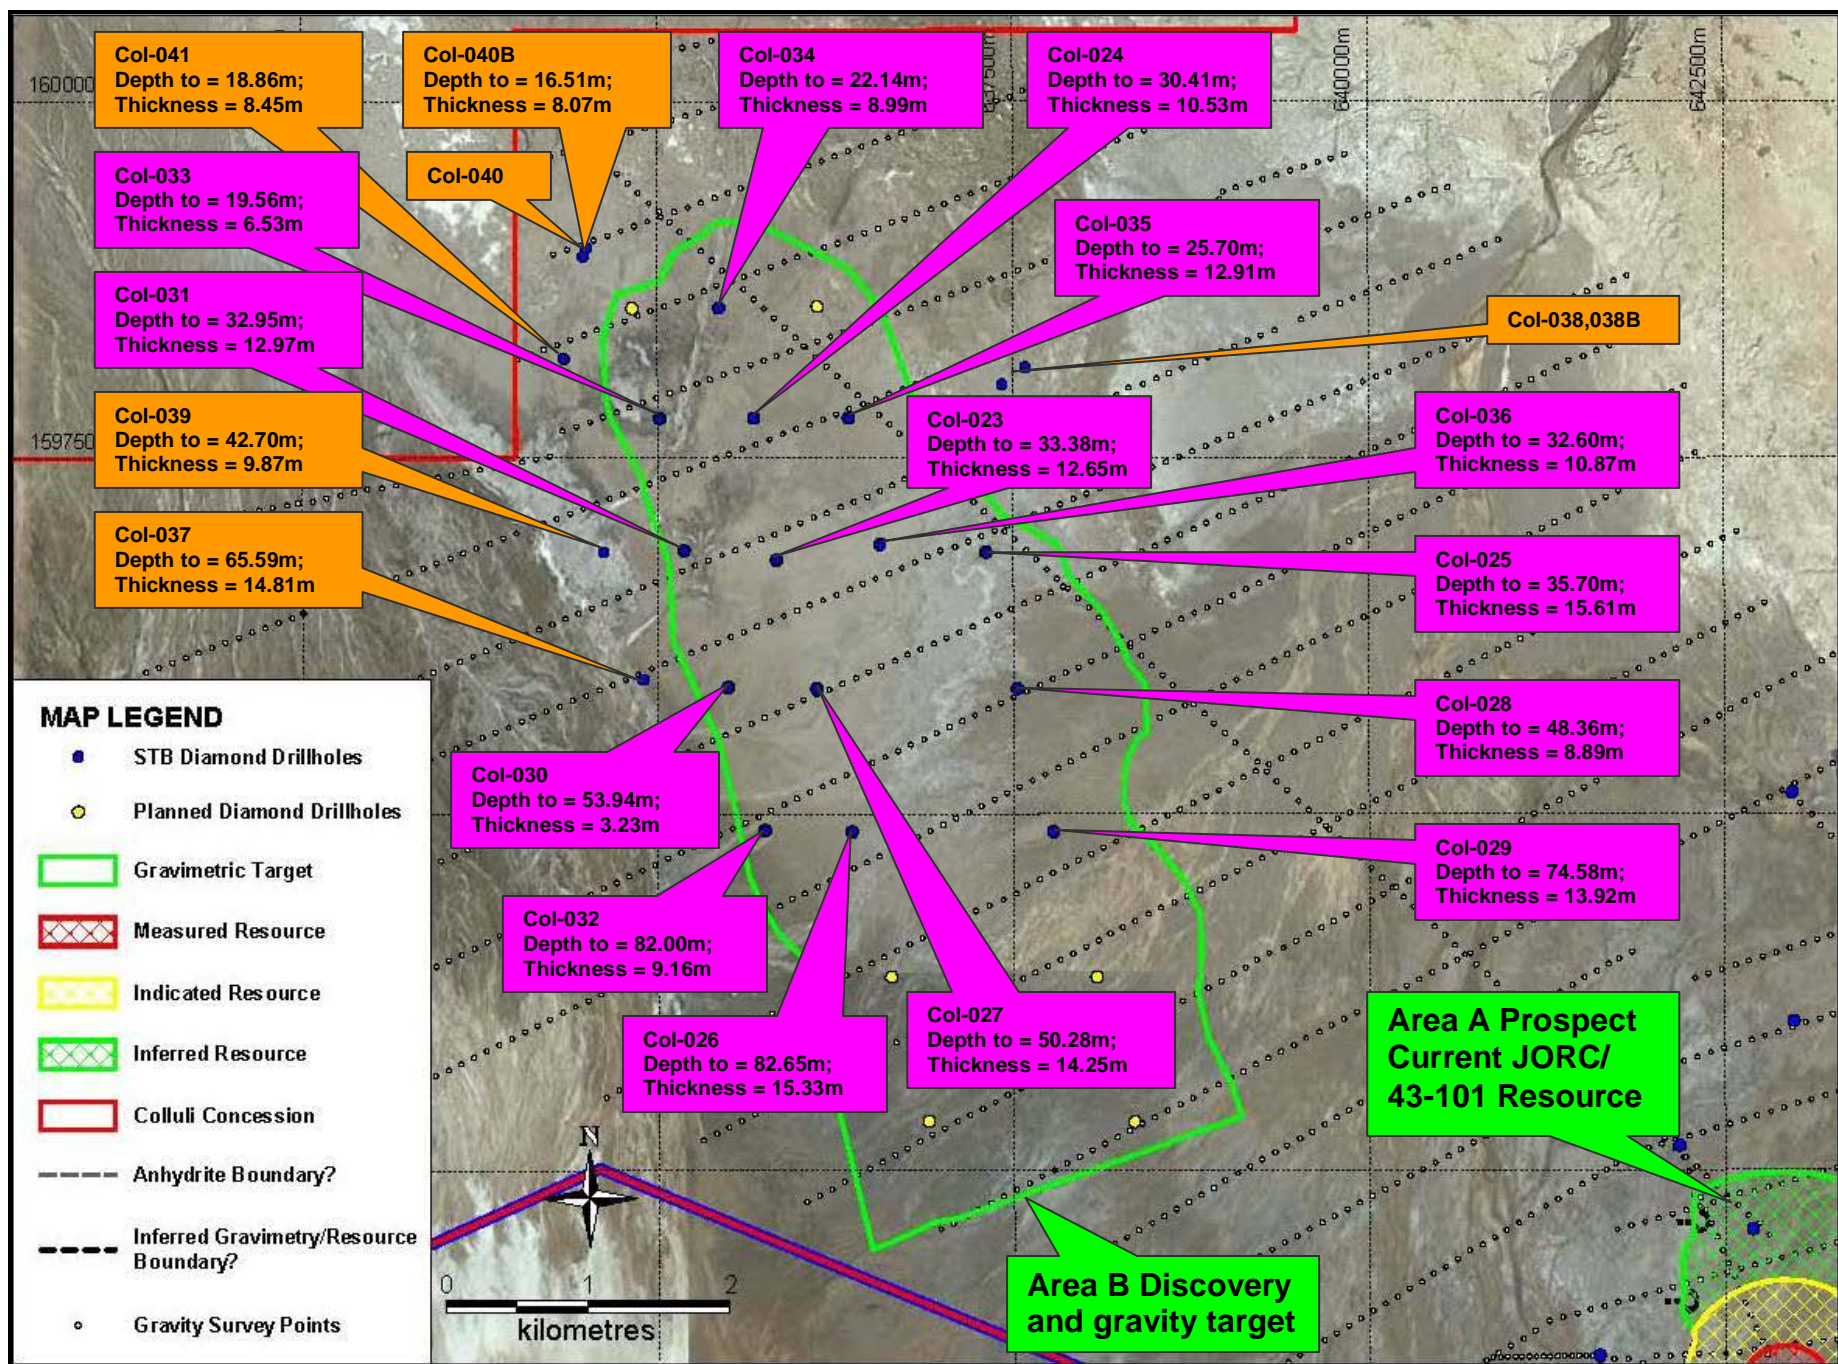 Col-041
Depth to = 18.86m;
Thickness = 8.45m
Col-040B
Depth to = 16.51m;
Thickness = 8.07m
Col-034
Depth to = 22.14m;
Thickness = 8.99m
Col-024
Depth to = 30.41m;
Thickness = 10.53m
640000m
642500m
160000
Col-033
Depth to = 19.56m;
Thickness = 6.53m
Col-040
Col-035
Depth to = 25.70m;
Thickness = 12.91m
Col-031
Depth to = 32.95m;
Thickness = 12.97m
Col-038,038B
Col-039
Depth to = 42.70m;
Thickness = 9.87m
159750
Col-023
Depth to = 33.38m;
Thickness = 12.65m
Col-036
Depth to = 32.60m;
Thickness = 10.87m
Col-037
Depth to = 65.59m;
Thickness = 14.81m
Col-025
Depth to = 35.70m;
Thickness = 15.61m
Col-028
Depth to = 48.36m;
Thickness = 8.89m
Col-030
Depth to = 53.94m;
Thickness = 3.23m
Col-029
Depth to = 74.58m;
Thickness = 13.92m
Col-032
Depth to = 82.00m;
Thickness = 9.16m
Col-026
Depth to = 82.65m;
Thickness = 15.33m
Col-027
Depth to = 50.28m;
Thickness = 14.25m
Area A Prospect
Current JORC/
43-101 Resource
Area B Discovery
and gravity target
MAP LEGEND
STB Diamond Drillholes
Planned Diamond Drillholes
Gravimetric Target
Measured Resource
Indicated Resource
Inferred Resource
Colluli Concession
Anhydrite Boundary?
Inferred Gravimetry/Resource
Boundary?
Gravity Survey Points
N
0 1 2
kilometres